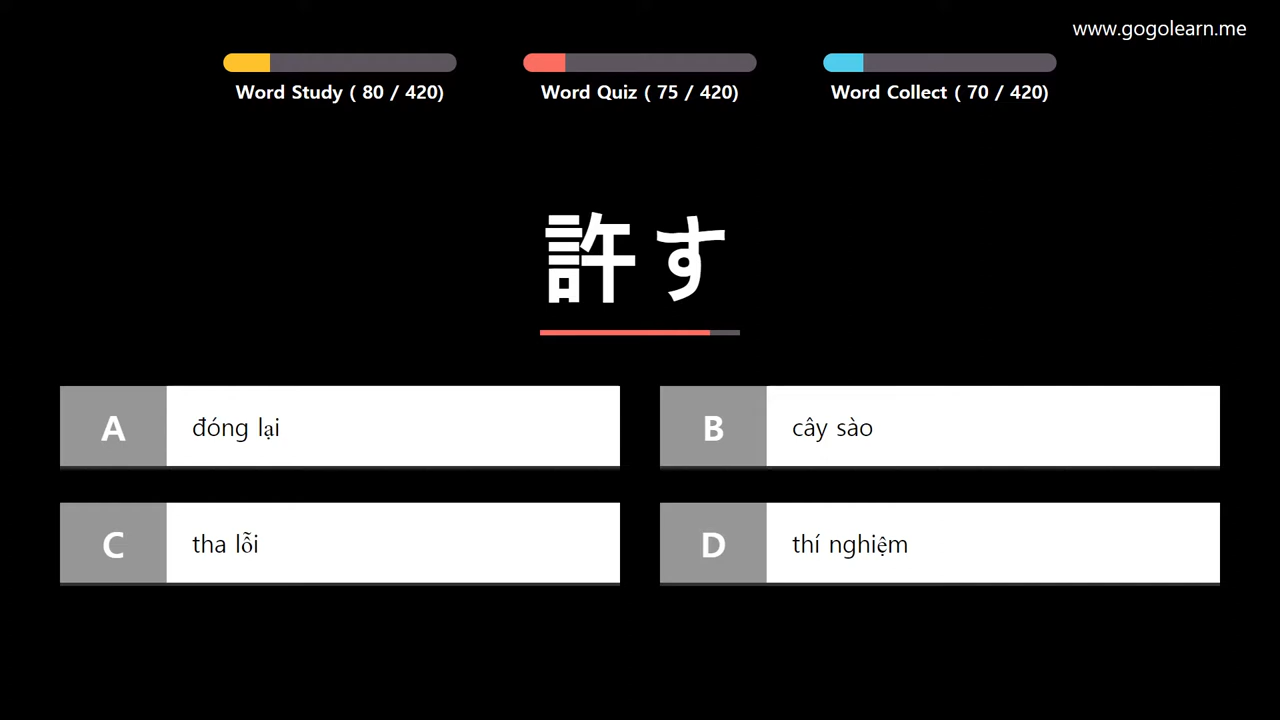 www.gogolearn.me
Word Study ( 80 / 420)
Word Quiz ( 75 / 420)
Word Collect ( 70 / 420)
許す
A đóng lại
B cây sào
C tha lỗi
D thí nghiệm